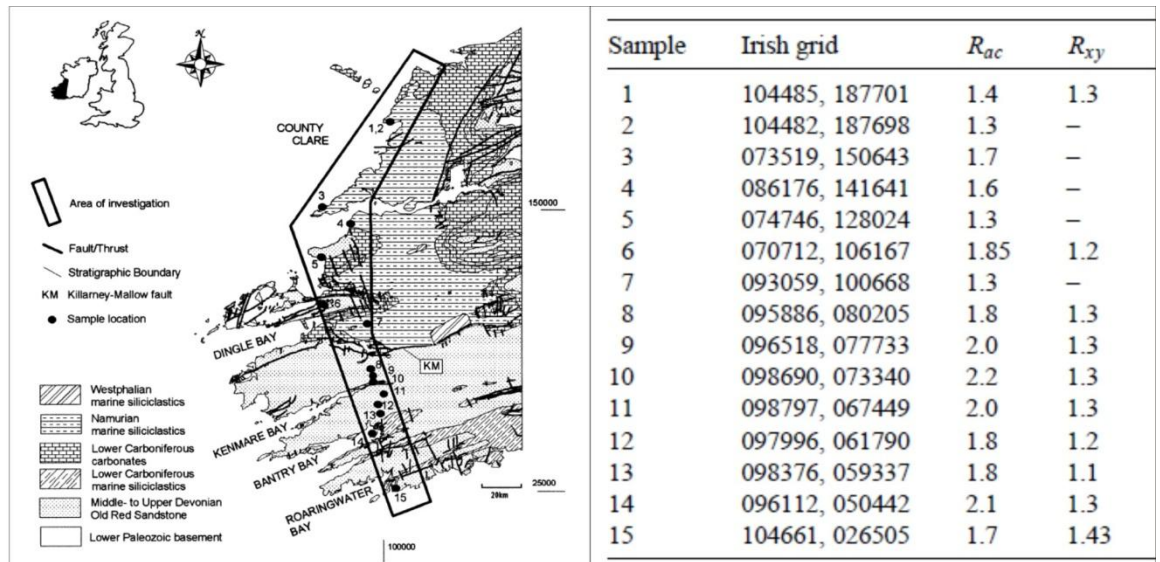 N
COUNTY
CLARE
1,2
Area of investigation
3
150000
4
Fault/Thrust
Stratigraphic Boundary
5
KM Killarney-Mallow fault
6
Sample location
7
DINGLE BAY
KM
8
9
10
Westphalian
marine siliciclastics
11
Namurian
marine siliciclastics
12
13
KENMARE BAY
Lower Carboniferous
carbonates
14
BANTRY BAY
Lower Carboniferous
marine siliciclastics
25000
20km
ROARINGWATER
BAY
15
Middle- to Upper Devonian
Old Red Sandstone
Lower Paleozoic basement
100000
Sample Irish grid Rac Rxy
1 104485, 187701 1.4 1.3
2 104482, 187698 1.3 –
3 073519, 150643 1.7 –
4 086176, 141641 1.6 –
5 074746, 128024 1.3 –
6 070712, 106167 1.85 1.2
7 093059, 100668 1.3 –
8 095886, 080205 1.8 1.3
9 096518, 077733 2.0 1.3
10 098690, 073340 2.2 1.3
11 098797, 067449 2.0 1.3
12 097996, 061790 1.8 1.2
13 098376, 059337 1.8 1.1
14 096112, 050442 2.1 1.3
15 104661, 026505 1.7 1.43